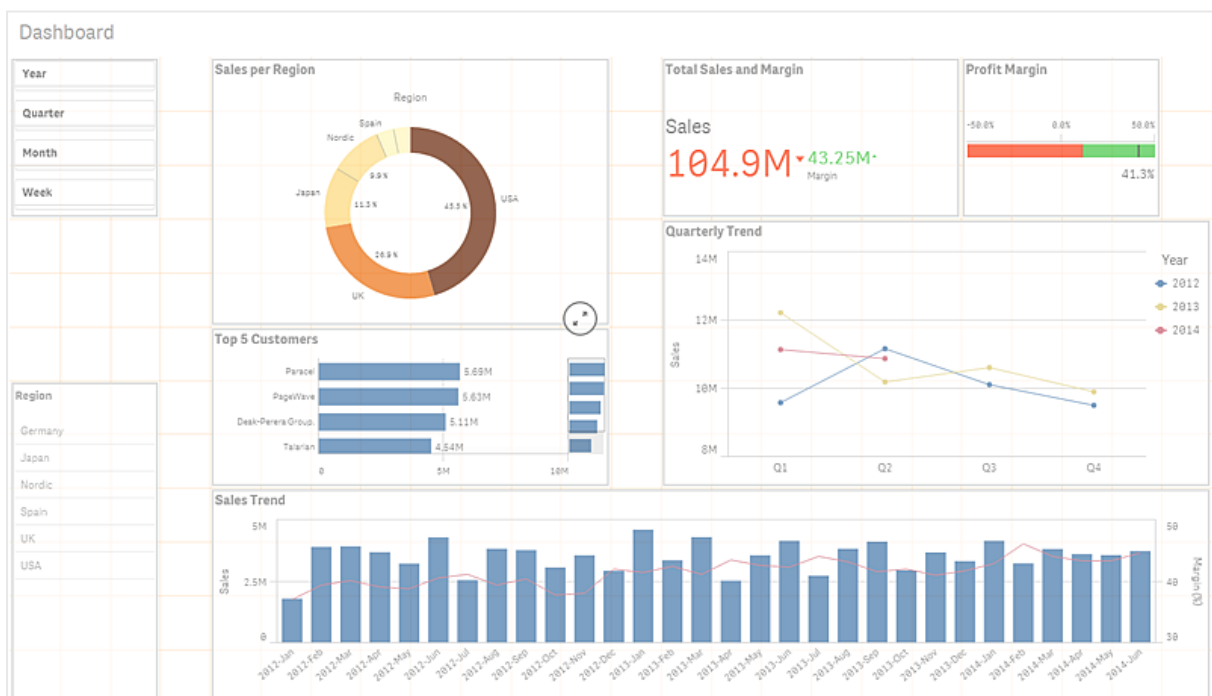 Dashboard
Year
Quarter
Month
Week
Region
Germany
Japan
Nordic
Spain
UK
USA
Sales per Region
Region
Spain
Nordic
9.9%
Japan
11.3%
45.5%
USA
26.9%
UK
Total Sales and Margin
Sales
104.9M
43.25M
Margin
Profit Margin
-50.0% 0.0% 50.0%
41.3%
Top 5 Customers
Paracel 5.69M
PageWave 5.63M
Deak-Perera Group. 5.11M
Talarian 4.54M
0 5M 10M
Quarterly Trend
14M
12M
10M
8M
Sales
Q1 Q2 Q3 Q4
Year
2012
2013
2014
Sales Trend
5M
2.5M
0
Sales
50
40
30
Margin (%)
2012-Jan 2012-Feb 2012-Mar 2012-Apr 2012-May 2012-Jun 2012-Jul 2012-Aug 2012-Sep 2012-Oct 2012-Nov 2012-Dec 2013-Jan 2013-Feb 2013-Mar 2013-Apr 2013-May 2013-Jun 2013-Jul 2013-Aug 2013-Sep 2013-Oct 2013-Nov 2013-Dec 2014-Jan 2014-Feb 2014-Mar 2014-Apr 2014-May 2014-Jun